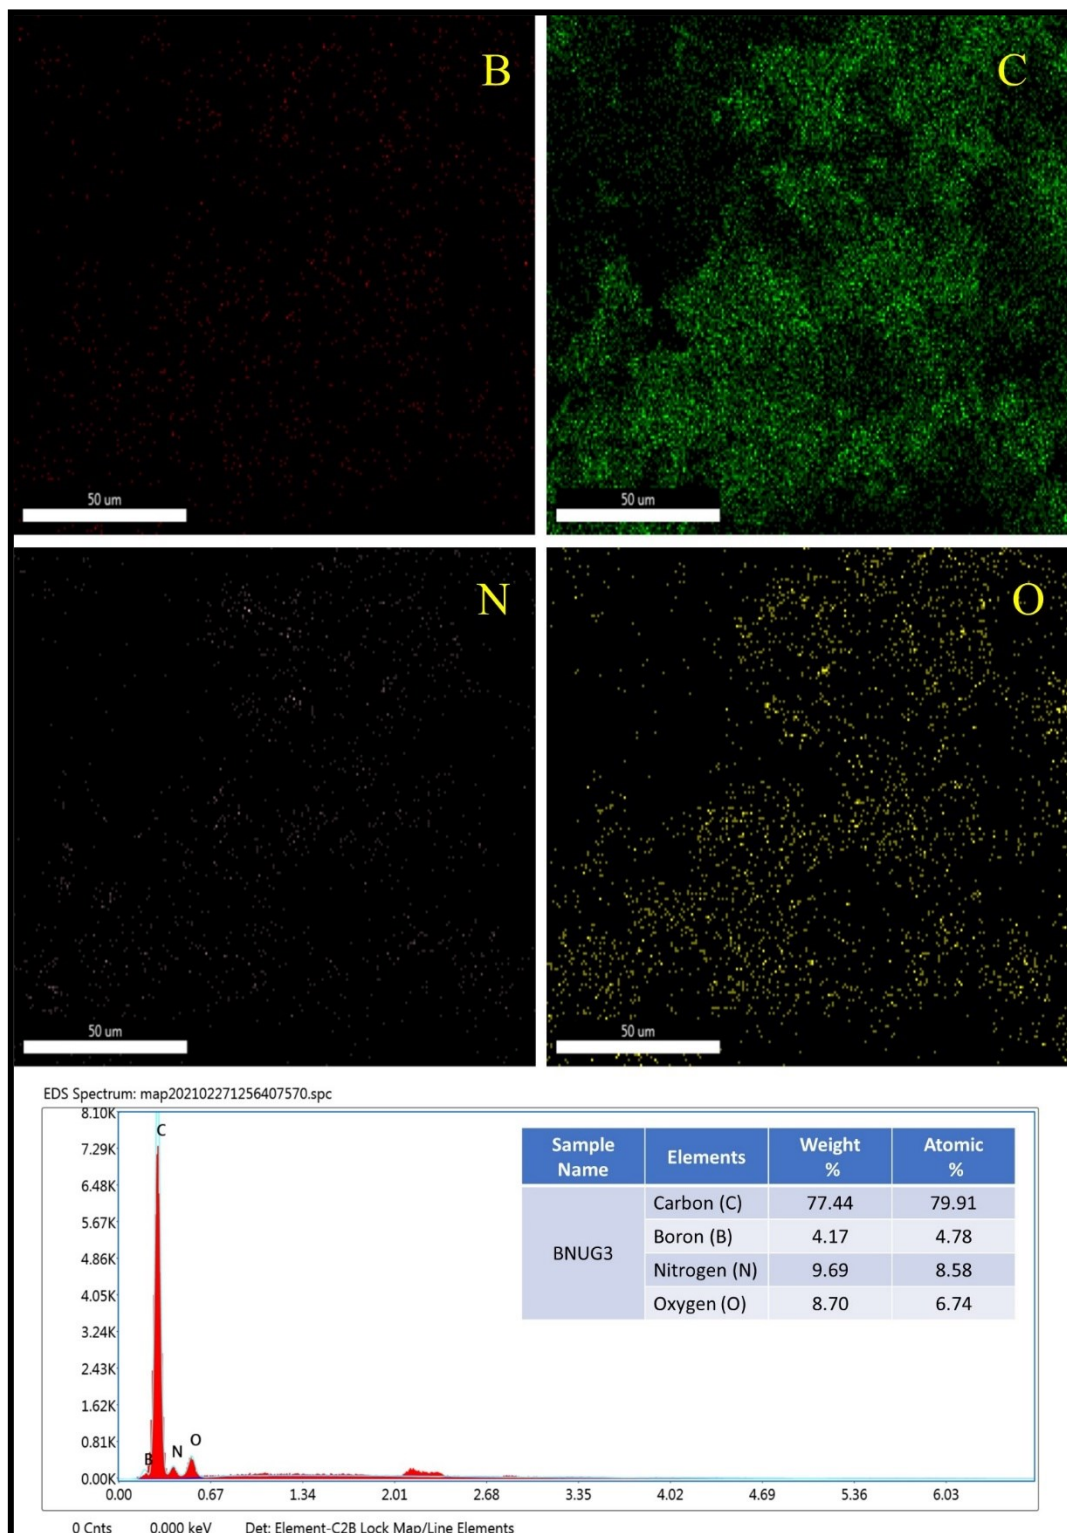 B
C
50 um
50 um
N
O
50 um
50 um
EDS Spectrum: map202102271256407570.spc
8.10K
7.29K
6.48K
5.67K
4.86K
4.05K
3.24K
2.43K
1.62K
0.81K
0.00K
C
B
N
O
Sample Name Elements Weight % Atomic %
BNUG3
Carbon (C) 77.44 79.91
Boron (B) 4.17 4.78
Nitrogen (N) 9.69 8.58
Oxygen (O) 8.70 6.74
0.00 0.67 1.34 2.01 2.68 3.35 4.02 4.69 5.36 6.03
0 Cnts 0.000 keV Det: Element-C2B Lock Map/Line Elements